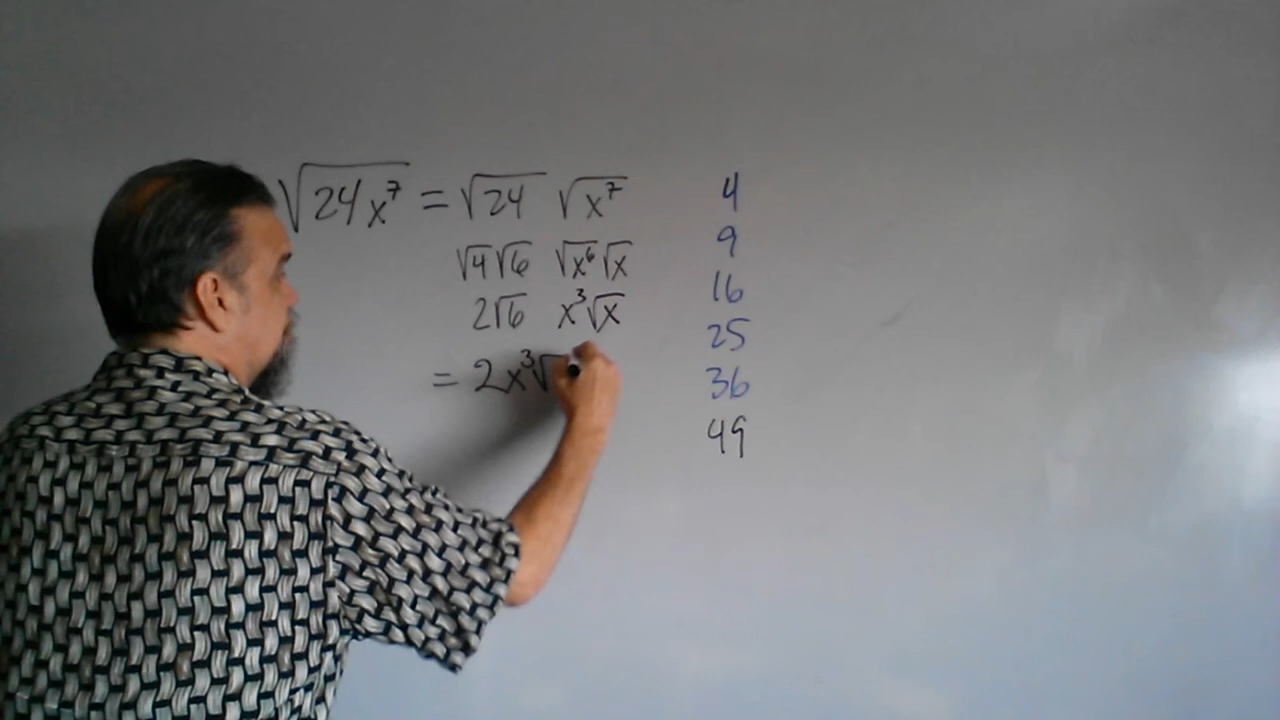 √24x⁷ = √24 √x⁷
√4√6 √x⁶√x
2√6 x³√x
= 2x³√
4
9
16
25
36
49